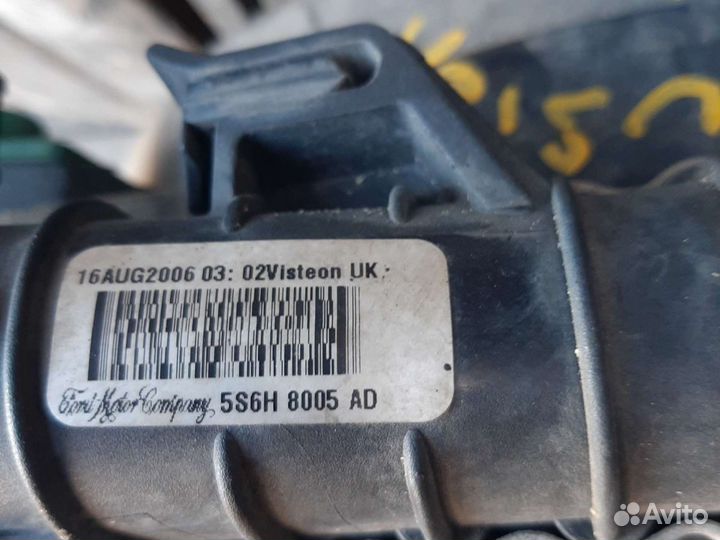 16AUG2006 03: 02Visteon UK
Ford Motor Company 5S6H 8005 AD
Avito